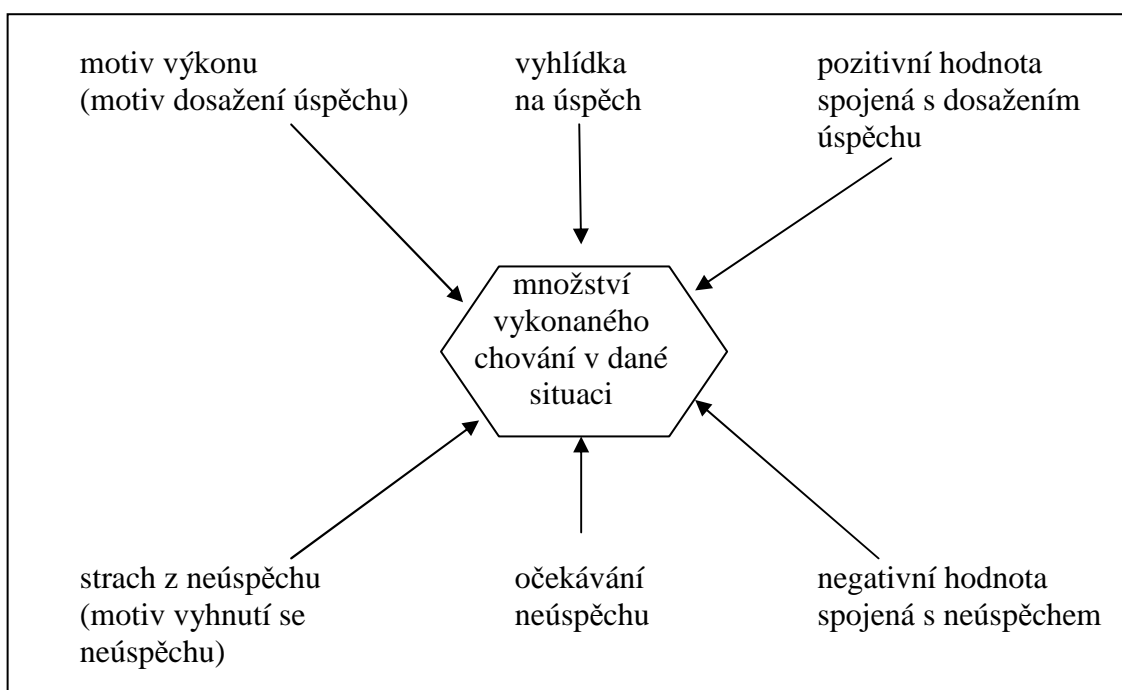 motiv výkonu
(motiv dosažení úspěchu)
vyhlídka
na úspěch
pozitivní hodnota
spojená s dosažením
úspěchu
množství
vykonaného
chování v dané
situaci
strach z neúspěchu
(motiv vyhnutí se
neúspěchu)
očekávání
neúspěchu
negativní hodnota
spojená s neúspěchem